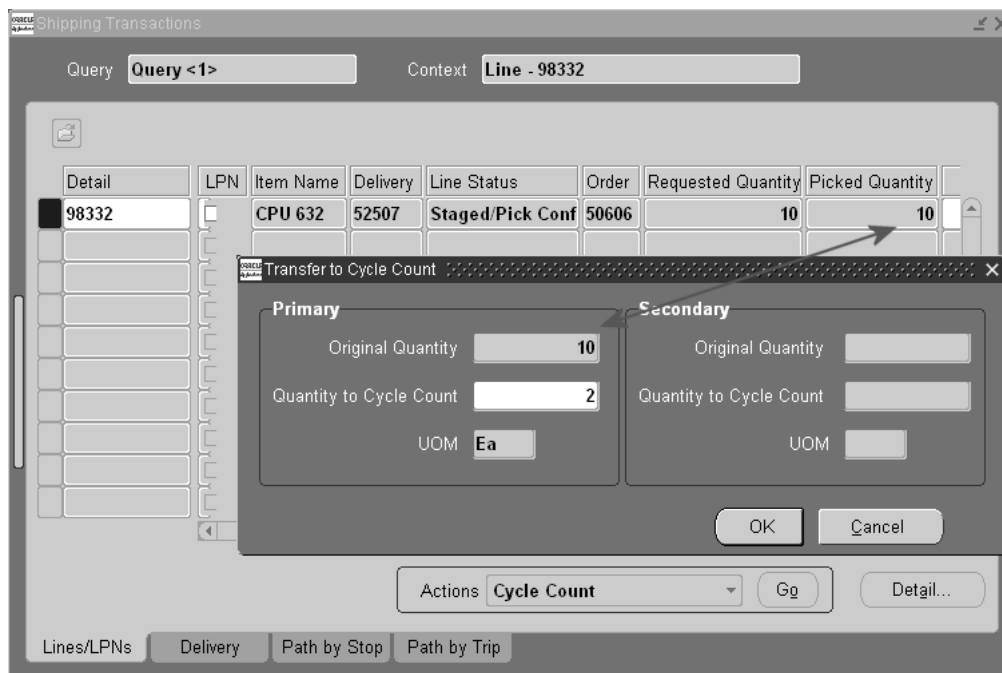 Shipping Transactions
Query Query <1> Context Line - 98332
Detail LPN Item Name Delivery Line Status Order Requested Quantity Picked Quantity
98332 CPU 632 52507 Staged/Pick Conf 50606 10 10
Transfer to Cycle Count
Primary Secondary
Original Quantity 10 Original Quantity
Quantity to Cycle Count 2 Quantity to Cycle Count
UOM Ea UOM
OK Cancel
Actions Cycle Count Go Detail...
Lines/LPNs Delivery Path by Stop Path by Trip